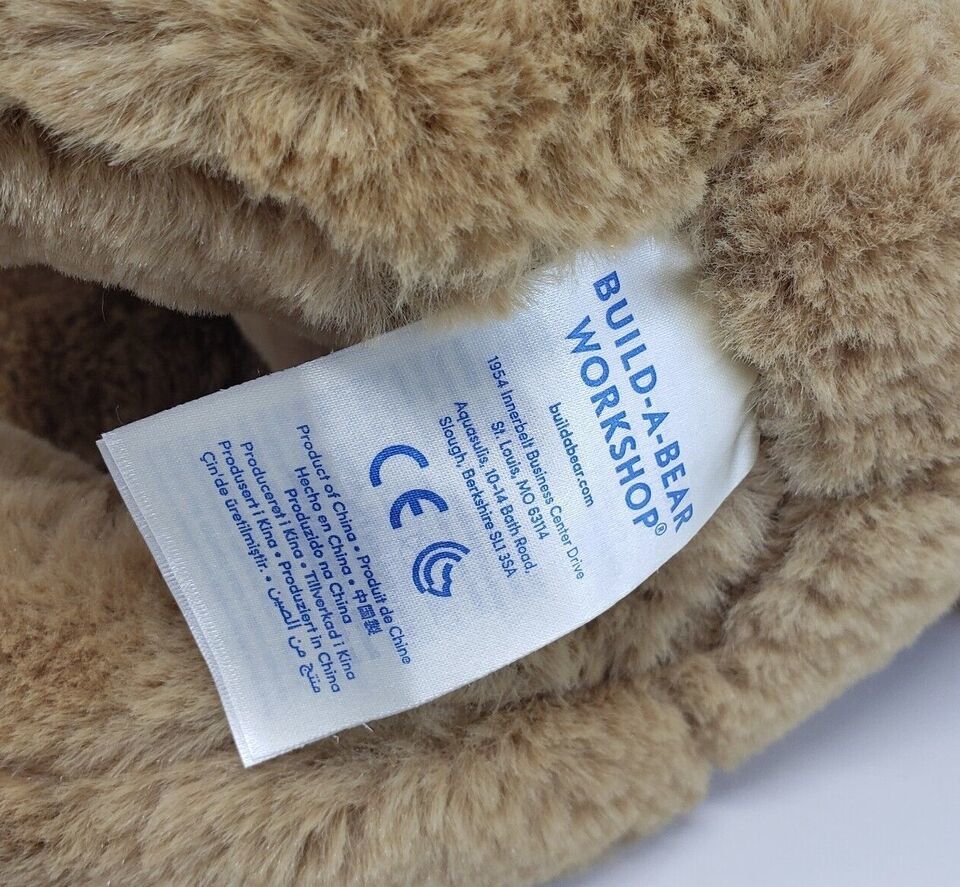 BUILD-A-BEAR
WORKSHOP®
buildabear.com
1954 Innerbelt Business Center Drive
St. Louis, MO 63114
Aquasulis, 10-14 Bath Road,
Slough, Berkshire SL1 3SA
CE
Product of China • Produit de Chine
Hecho en China • 中国製
Produzido na China
Produceret i Kina • Tillverkad i Kina
Produsert i Kina • Produziert in China
Çin'de üretilmiştir. • منتج من الصين